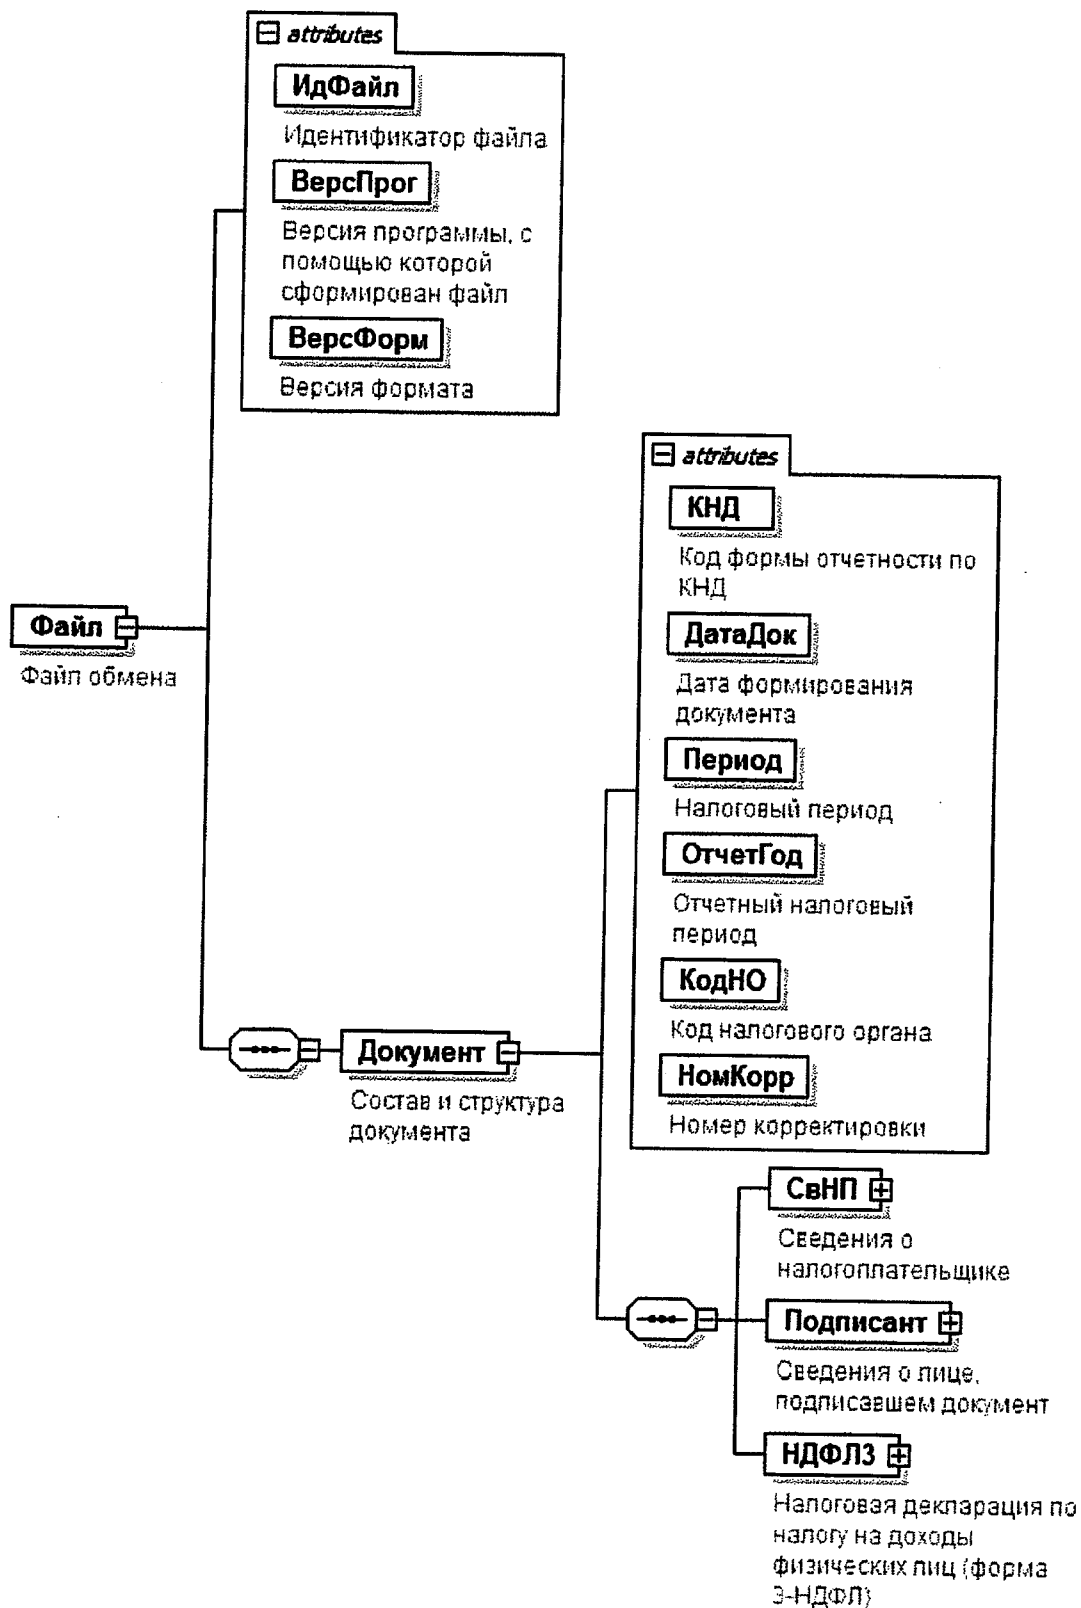 attributes
ИдФайл
Идентификатор файла
ВерсПрог
Версия программы, с
помощью которой
сформирован файл
ВерсФорм
Версия формата
Файл
Файл обмена
Документ
Состав и структура
документа
attributes
КНД
Код формы отчетности по
КНД
ДатаДок
Дата формирования
документа
Период
Налоговый период
ОтчетГод
Отчетный налоговый
период
КодНО
Код налогового органа
НомКорр
Номер корректировки
СвНП
Сведения о
налогоплательщике
Подписант
Сведения о лице,
подписавшем документ
НДФЛ3
Налоговая декларация по
налогу на доходы
физических лиц (форма
3-НДФЛ)